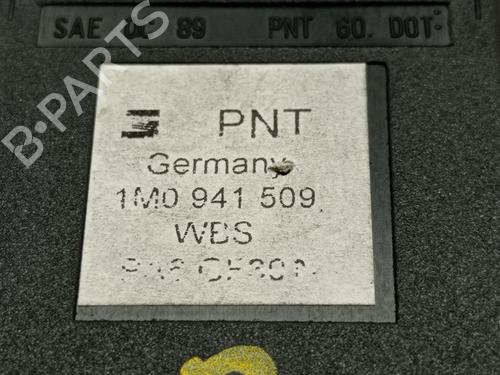 SAE 89 PNT 60. DOT:
B-PARTS
PNT
Germany
1M0 941 509
WBS